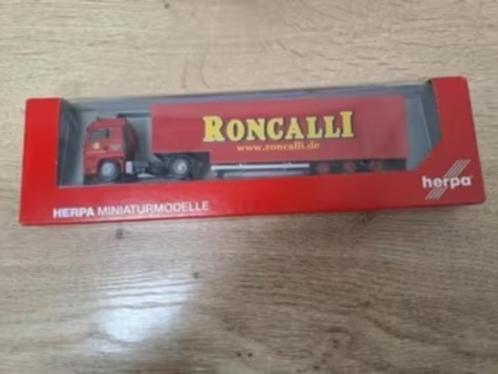 RONCALLI
www.roncalli.de
herpa
HERPA MINIATURMODELLE